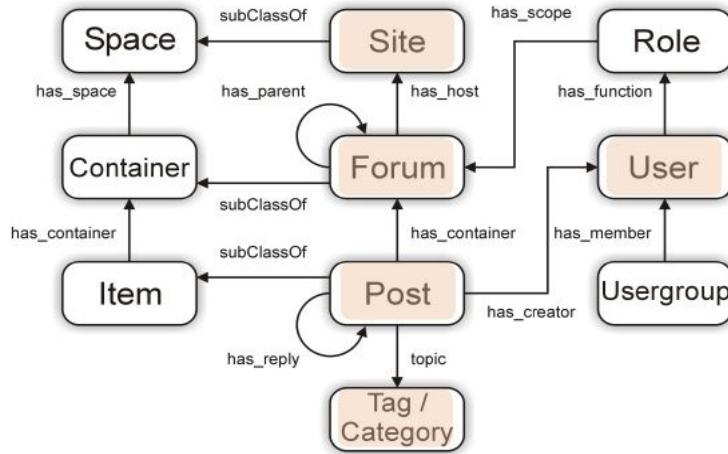 subClassOf
has_scope
Space
Site
Role
has_space
has_parent
has_host
has_function
Container
Forum
User
subClassOf
has_container
subClassOf
has_container
has_member
Item
Post
Usergroup
has_creator
has_reply
topic
Tag /
Category